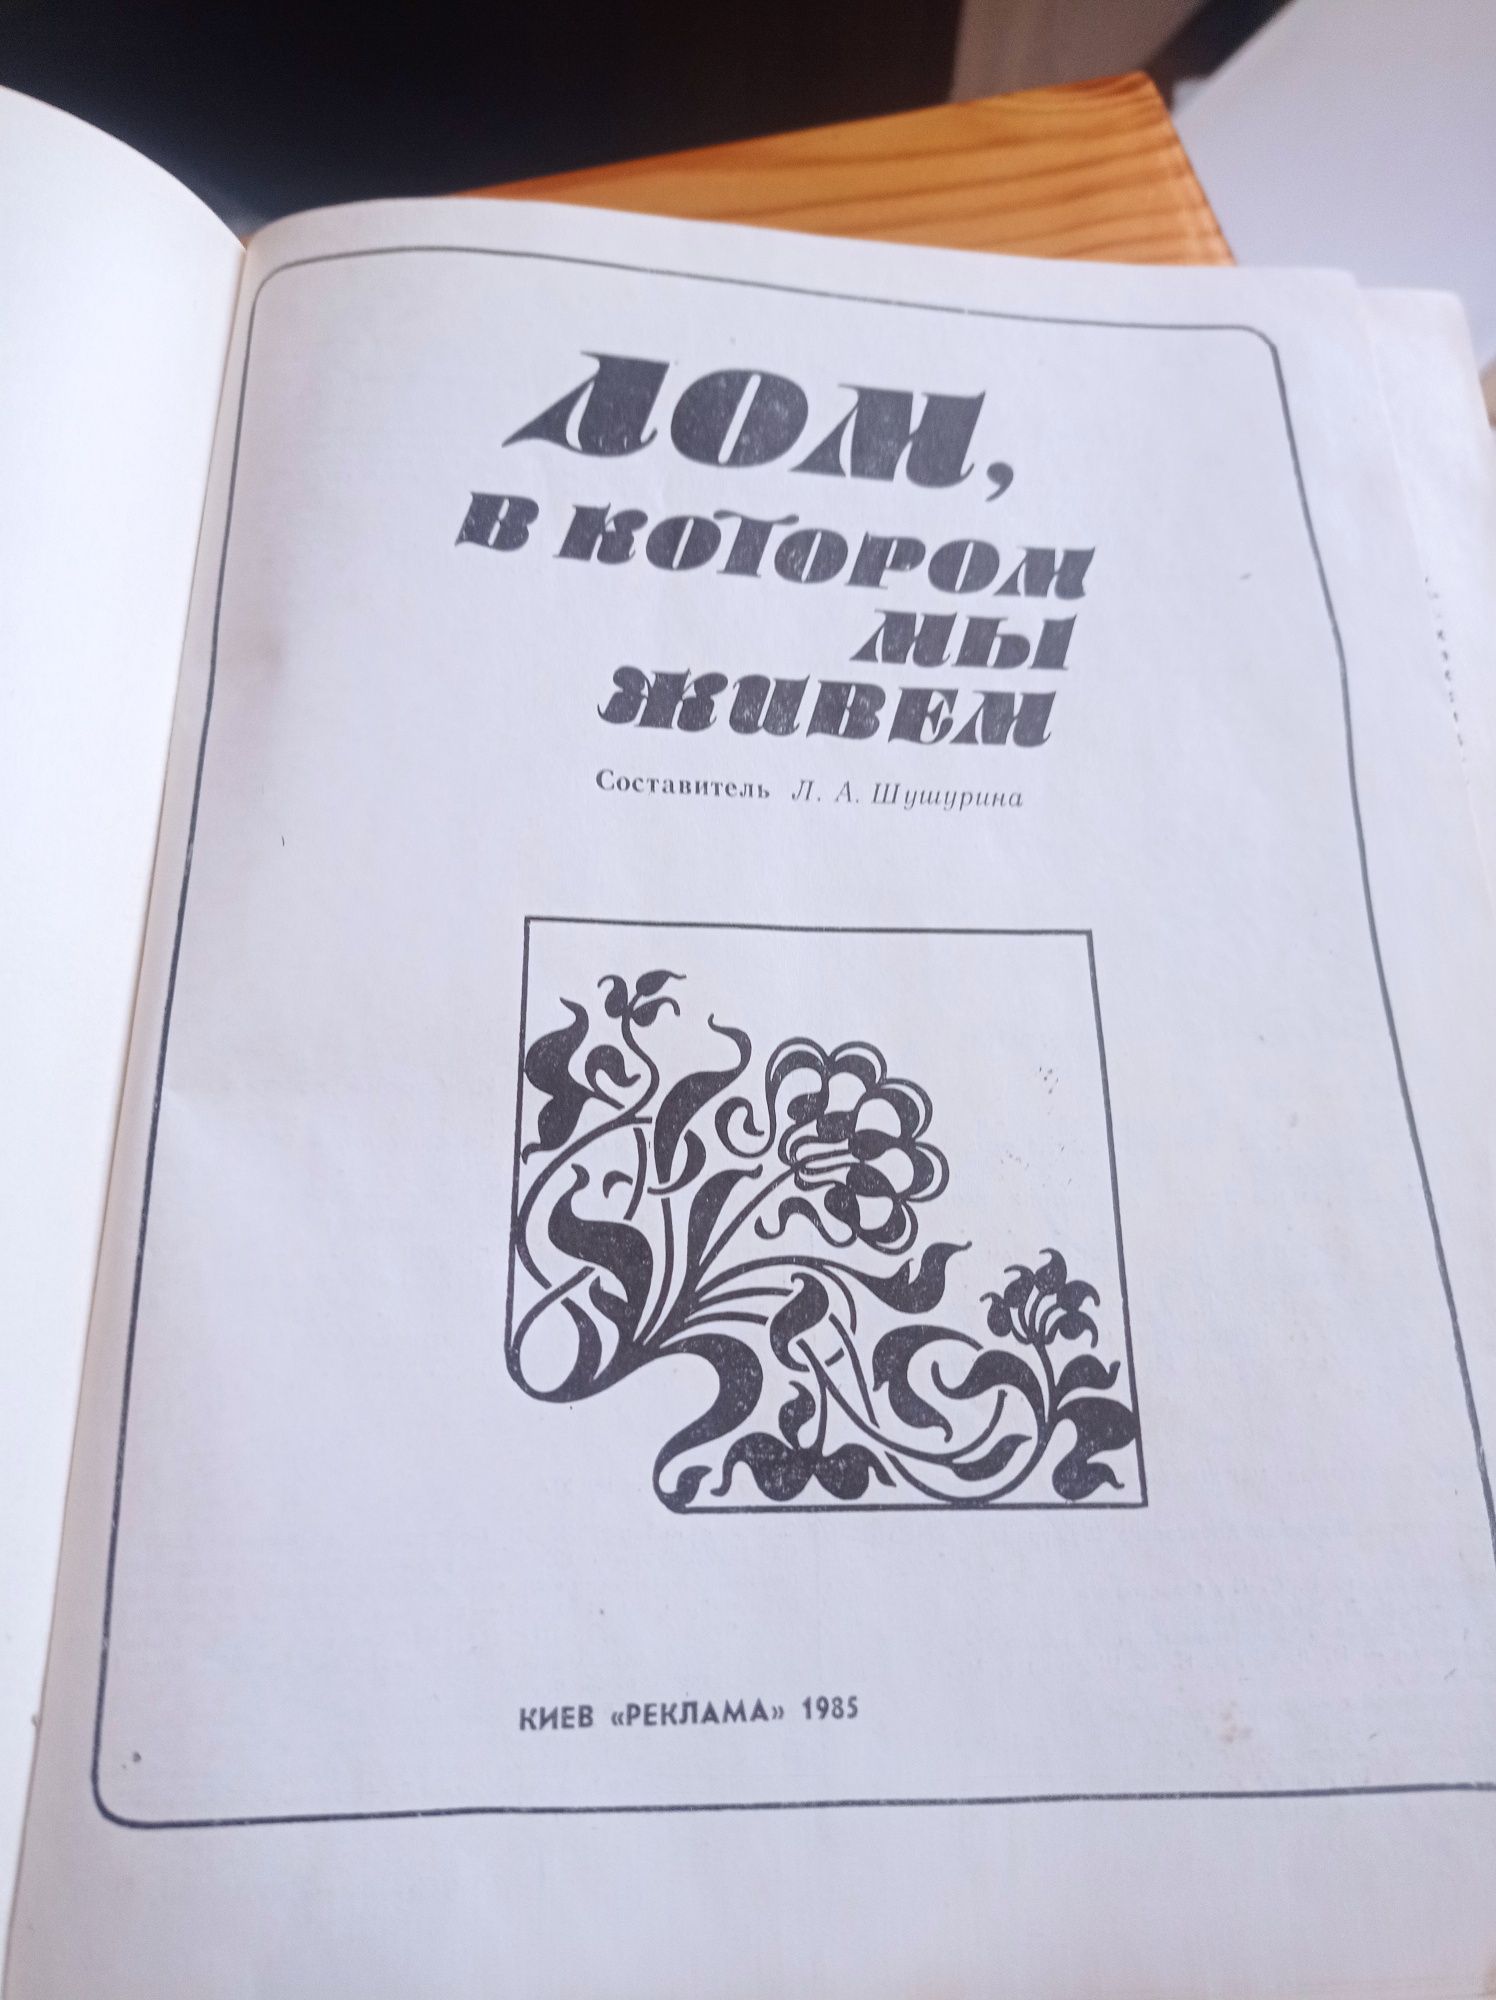 ДОМ,
В КОТОРОМ
МЫ
ЖИВЕМ
Составитель Л. А. Шушурина
КИЕВ «РЕКЛАМА» 1985